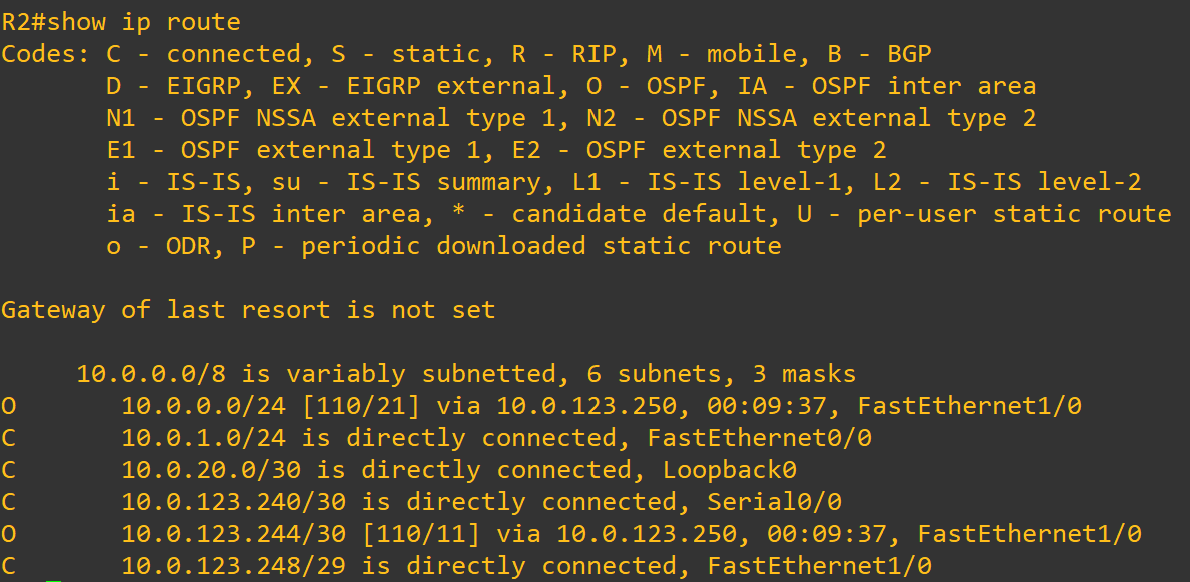 R2#show ip route
Codes: C - connected, S - static, R - RIP, M - mobile, B - BGP
       D - EIGRP, EX - EIGRP external, O - OSPF, IA - OSPF inter area
       N1 - OSPF NSSA external type 1, N2 - OSPF NSSA external type 2
       E1 - OSPF external type 1, E2 - OSPF external type 2
       i - IS-IS, su - IS-IS summary, L1 - IS-IS level-1, L2 - IS-IS level-2
       ia - IS-IS inter area, * - candidate default, U - per-user static route
       o - ODR, P - periodic downloaded static route

Gateway of last resort is not set

     10.0.0.0/8 is variably subnetted, 6 subnets, 3 masks
O       10.0.0.0/24 [110/21] via 10.0.123.250, 00:09:37, FastEthernet1/0
C       10.0.1.0/24 is directly connected, FastEthernet0/0
C       10.0.20.0/30 is directly connected, Loopback0
C       10.0.123.240/30 is directly connected, Serial0/0
O       10.0.123.244/30 [110/11] via 10.0.123.250, 00:09:37, FastEthernet1/0
C       10.0.123.248/29 is directly connected, FastEthernet1/0